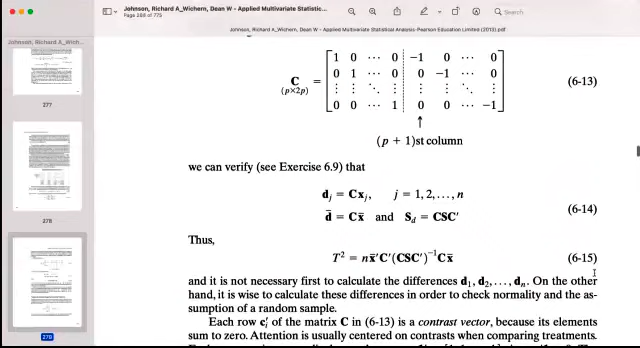 Johnson, Richard A_Wichern, Dean W - Applied Multivariate Statistic...
Page 289 of 775
Search
Johnson, Richard A_Wichern, Dean W - Applied Multivariate Statistical Analysis-Pearson Education Limited (2013).pdf
Johnson, Richard A_Wich...
277
278
279
C
(p×2p)
=
1 0 ⋯ 0 −1 0 ⋯ 0
0 1 ⋯ 0 0 −1 ⋯ 0
⋮ ⋮ ⋱ ⋮ ⋮ ⋮ ⋱ ⋮
0 0 ⋯ 1 0 0 ⋯ −1
(6-13)
↑
(p + 1)st column
we can verify (see Exercise 6.9) that
d_j = Cx_j, j = 1, 2, …, n
d̄ = Cx̄ and S_d = CSC′
(6-14)
Thus,
T² = nx̄′C′(CSC′)⁻¹Cx̄ (6-15)
and it is not necessary first to calculate the differences d₁, d₂, …, dₙ. On the other
hand, it is wise to calculate these differences in order to check normality and the as-
sumption of a random sample.
Each row c′ᵢ of the matrix C in (6-13) is a contrast vector, because its elements
sum to zero. Attention is usually centered on contrasts when comparing treatments.